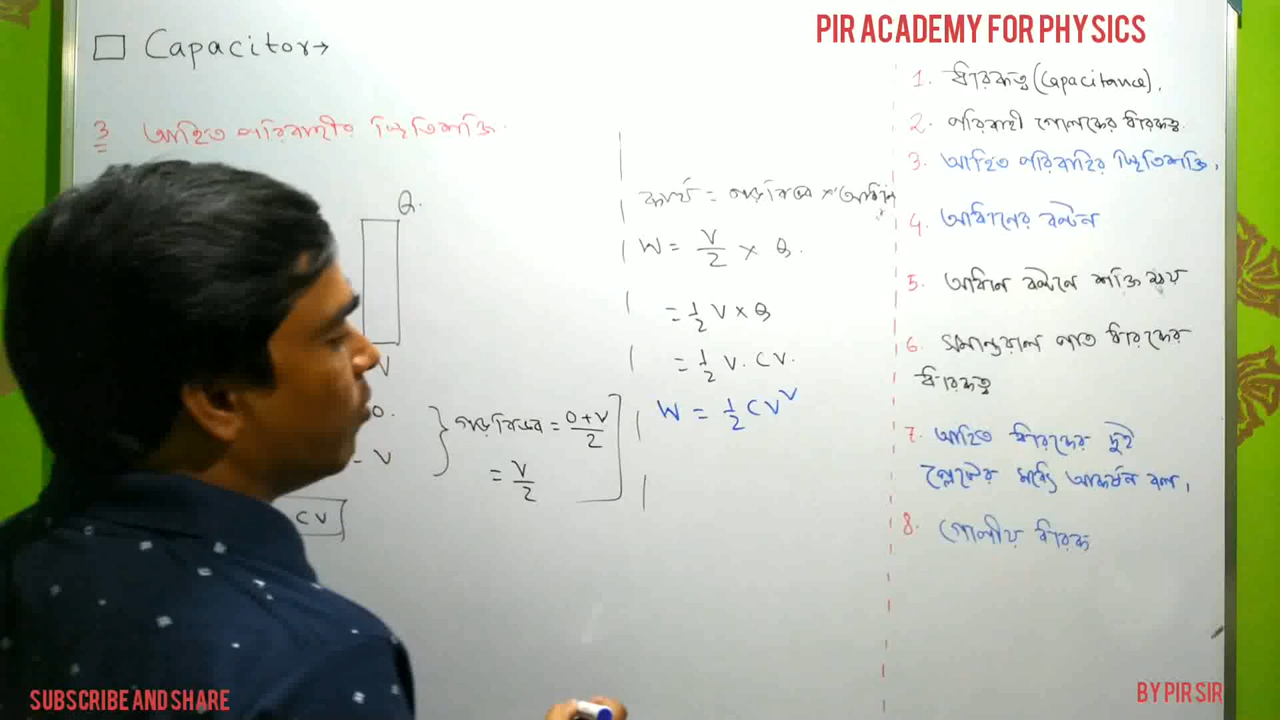 PIR ACADEMY FOR PHYSICS
□ Capacitor→
3 আহিত পরিবাহীর স্থিতিশক্তি.
Q.
V
0.
- V
CV
} গড়বিভব = 0+V/2
= V/2
কার্য = গড়বিভব × আধান
W = V/2 × Q.
= 1/2 V × Q
= 1/2 V. CV.
W = 1/2 CV²
1. ধারকত্ব (Capacitance).
2. পরিবাহী গোলকের ধারকত্ব.
3. আহিত পরিবাহির স্থিতিশক্তি,
4. আধানের বন্টন
5. আধান বন্টনে শক্তি ক্ষয়
6. সমান্তরাল পাত ধারকের
ধারকত্ব
7. আহিত ধারকের দুই
প্লেটের মধ্যে আকর্ষন বল,
8. গোলীয় ধারক
SUBSCRIBE AND SHARE
BY PIR SIR